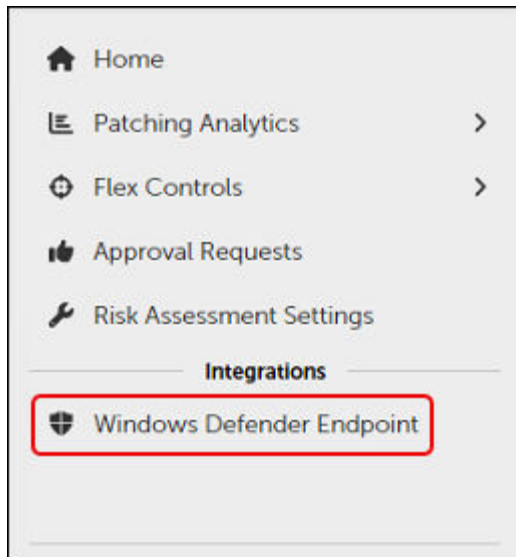 Home
Patching Analytics
Flex Controls
Approval Requests
Risk Assessment Settings
Integrations
Windows Defender Endpoint